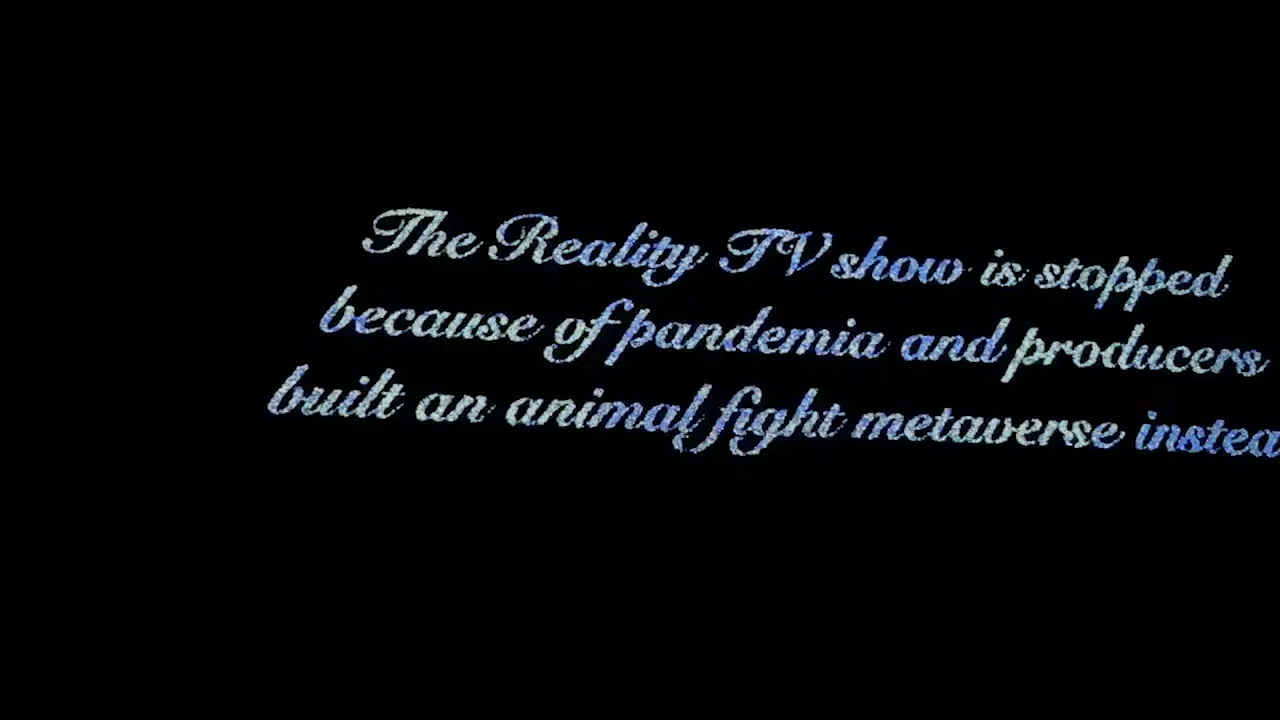 The Reality TV show is stopped
because of pandemia and producers
built an animal fight metaverse instea